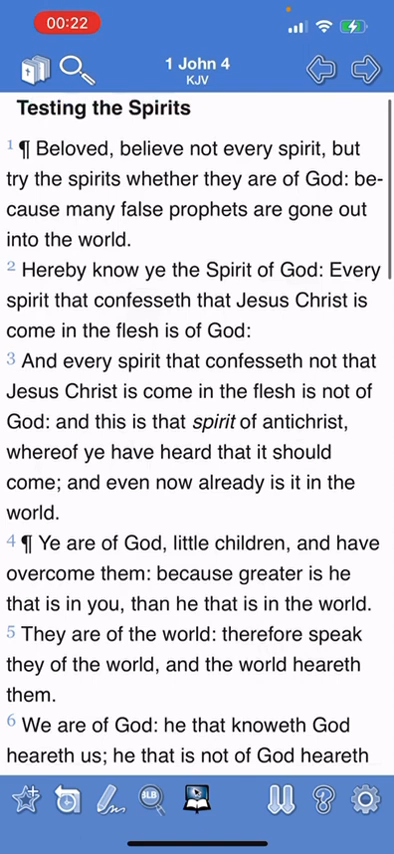 00:22
1 John 4
KJV
Testing the Spirits
1 ¶ Beloved, believe not every spirit, but
try the spirits whether they are of God: be-
cause many false prophets are gone out
into the world.
2 Hereby know ye the Spirit of God: Every
spirit that confesseth that Jesus Christ is
come in the flesh is of God:
3 And every spirit that confesseth not that
Jesus Christ is come in the flesh is not of
God: and this is that spirit of antichrist,
whereof ye have heard that it should
come; and even now already is it in the
world.
4 ¶ Ye are of God, little children, and have
overcome them: because greater is he
that is in you, than he that is in the world.
5 They are of the world: therefore speak
they of the world, and the world heareth
them.
6 We are of God: he that knoweth God
heareth us; he that is not of God heareth
3LB